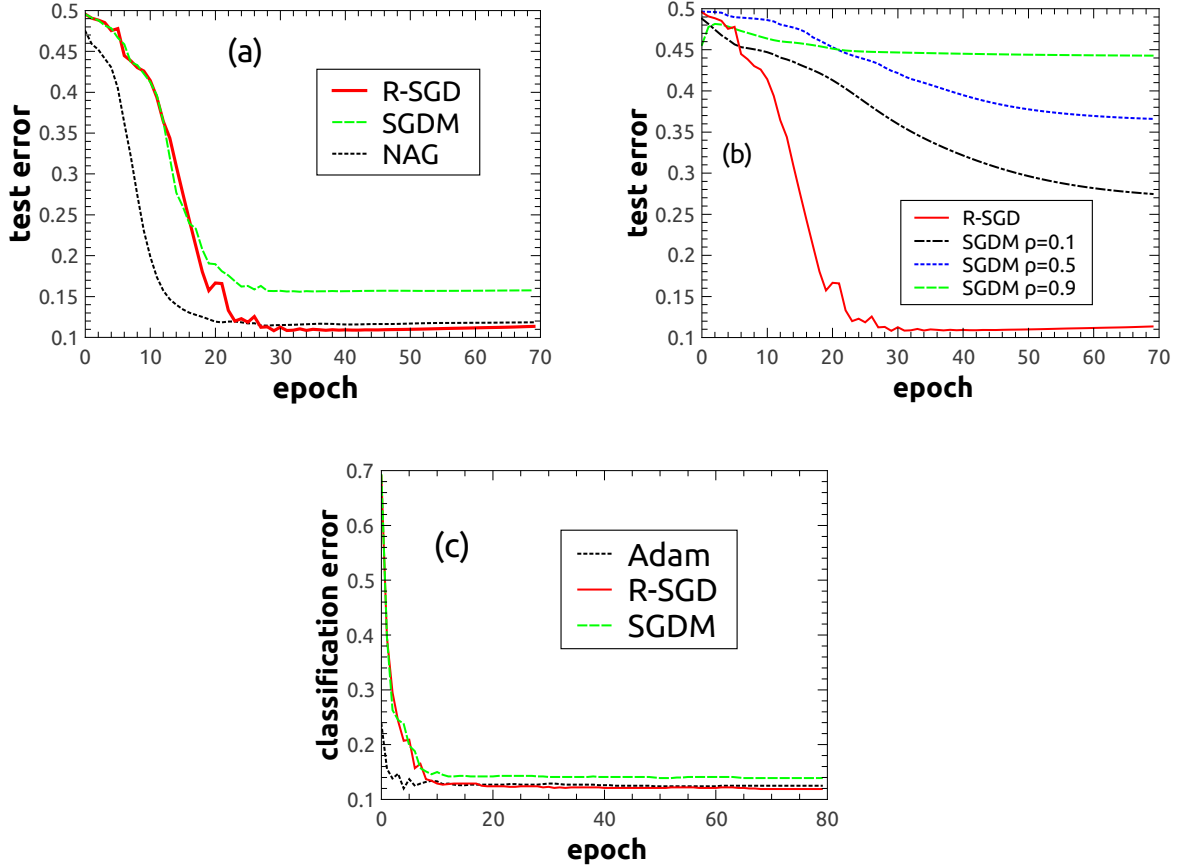 (a)
R-SGD
SGDM
NAG
test error
0.5
0.45
0.4
0.35
0.3
0.25
0.2
0.15
0.1
0 10 20 30 40 50 60 70
epoch
(b)
R-SGD
SGDM ρ=0.1
SGDM ρ=0.5
SGDM ρ=0.9
test error
0.5
0.45
0.4
0.35
0.3
0.25
0.2
0.15
0.1
0 10 20 30 40 50 60 70
epoch
(c)
Adam
R-SGD
SGDM
classification error
0.7
0.6
0.5
0.4
0.3
0.2
0.1
0 20 40 60 80
epoch